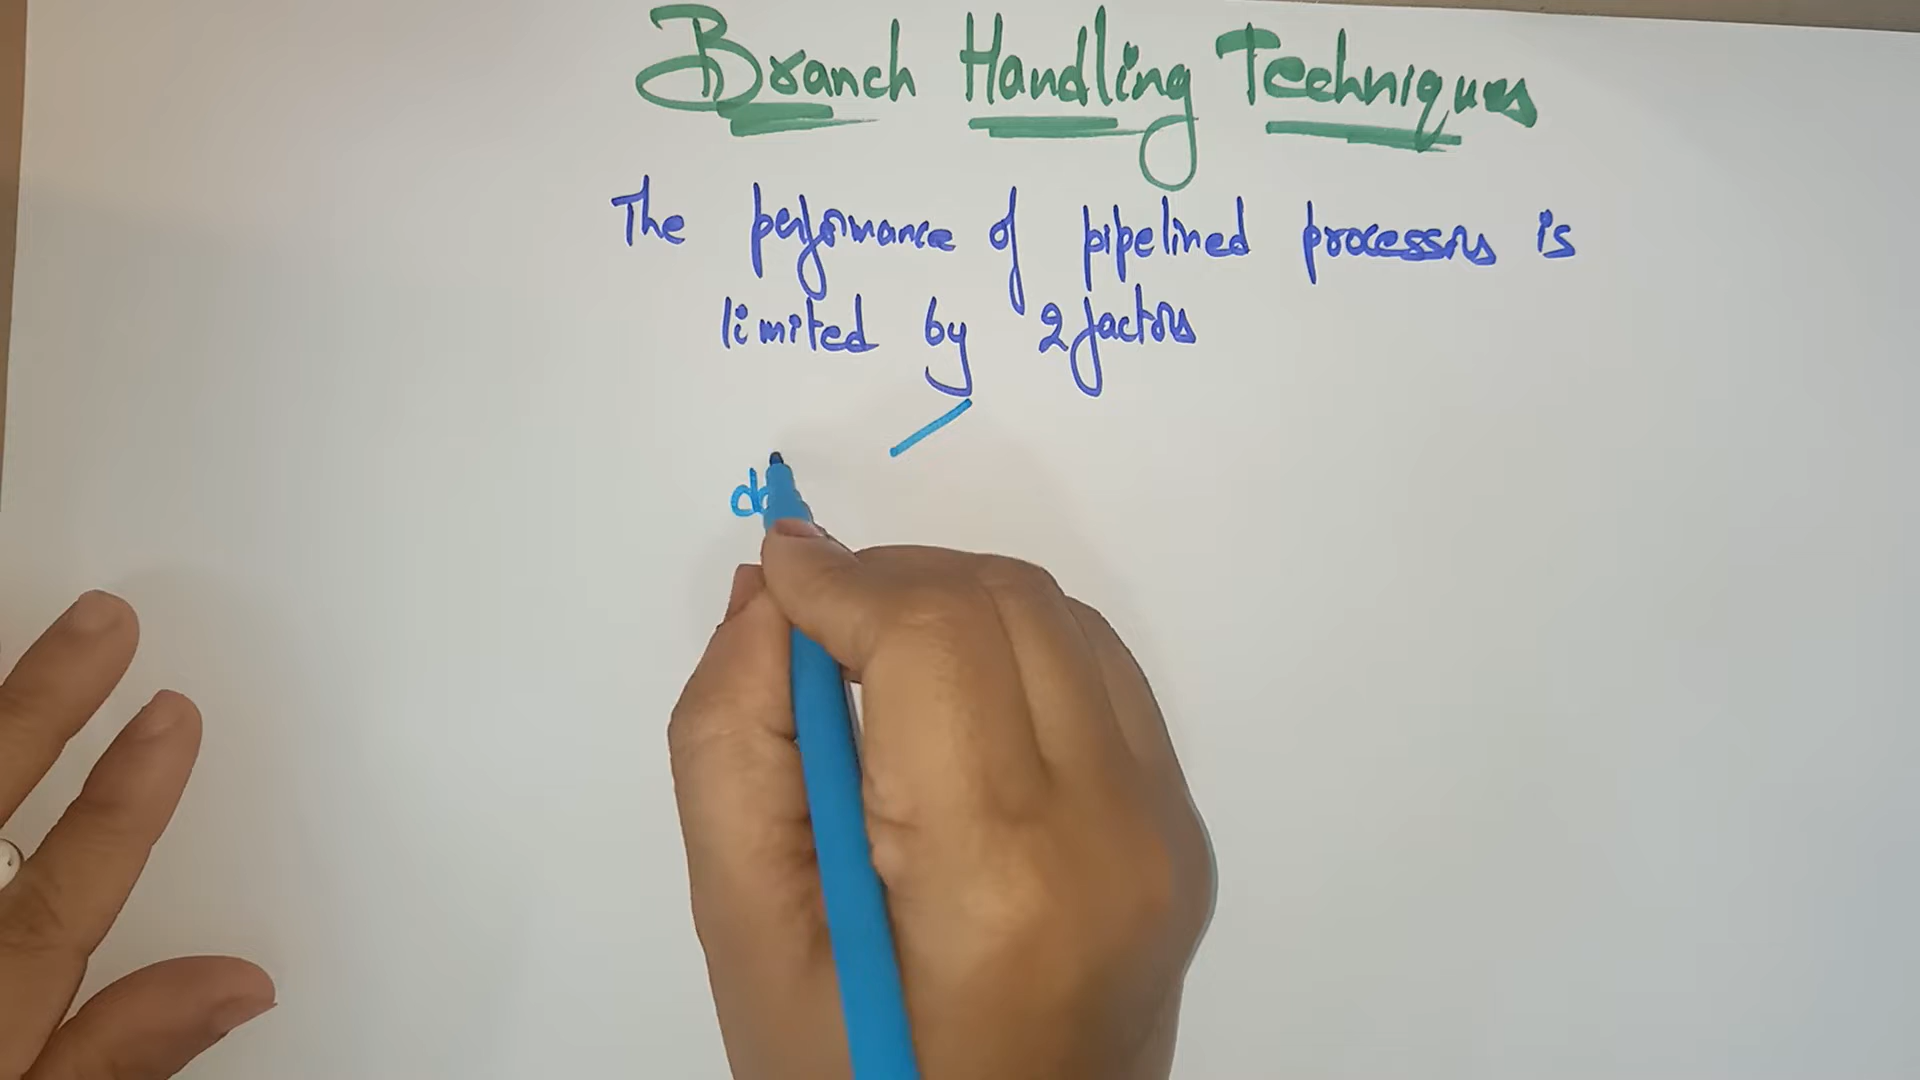 Branch Handling Techniques
The performance of pipelined processors is
limited by 2 factors